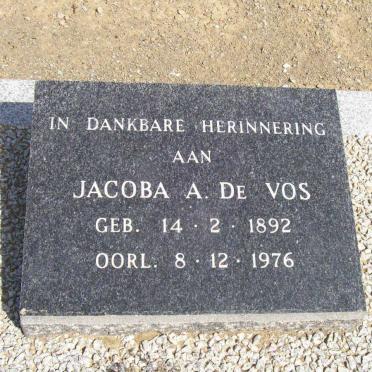 IN DANKBARE HERINNERING
AAN
JACOBA A. DE VOS
GEB. 14 · 2 · 1892
OORL. 8 · 12 · 1976